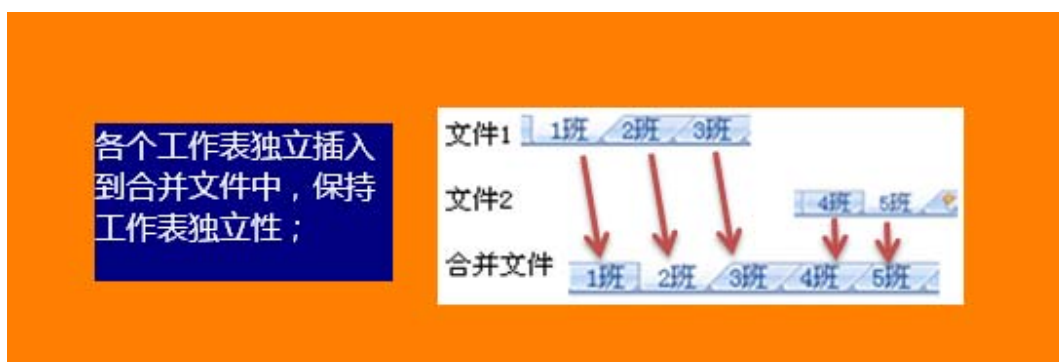 各个工作表独立插入
到合并文件中，保持
工作表独立性；
文件1 1班 2班 3班
文件2 4班 5班
合并文件 1班 2班 3班 4班 5班